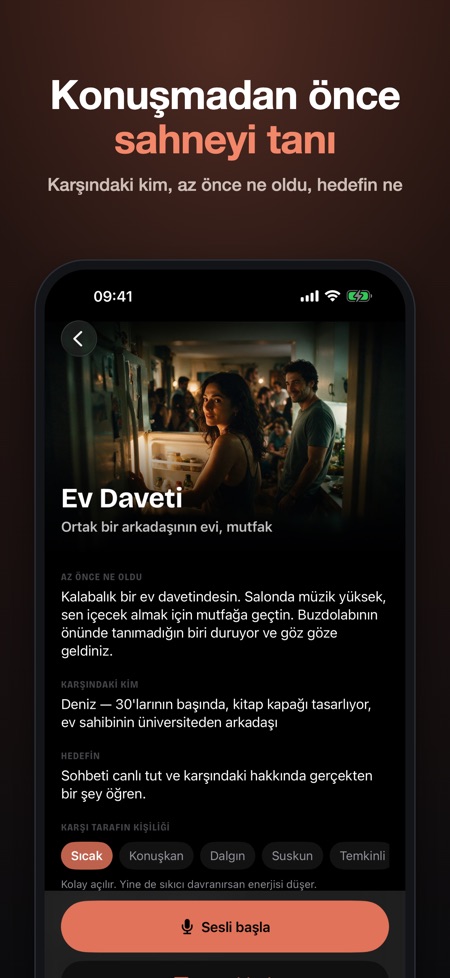 Konuşmadan önce
sahneyi tanı
Karşındaki kim, az önce ne oldu, hedefin ne
09:41
Ev Daveti
Ortak bir arkadaşının evi, mutfak
AZ ÖNCE NE OLDU
Kalabalık bir ev davetindesin. Salonda müzik yüksek,
sen içecek almak için mutfağa geçtin. Buzdolabının
önünde tanımadığın biri duruyor ve göz göze
geldiniz.
KARŞINDAKİ KİM
Deniz — 30'larının başında, kitap kapağı tasarlıyor,
ev sahibinin üniversiteden arkadaşı
HEDEFİN
Sohbeti canlı tut ve karşındaki hakkında gerçekten
bir şey öğren.
KARŞI TARAFIN KİŞİLİĞİ
Sıcak Konuşkan Dalgın Suskun Temkinli
Kolay açılır. Yine de sıkıcı davranırsan enerjisi düşer.
Sesli başla